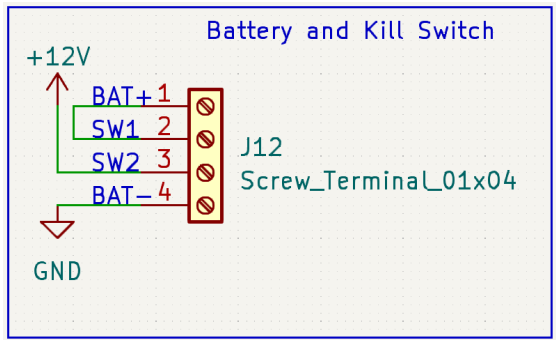 Battery and Kill Switch
+12V
BAT+ 1
SW1 2
SW2 3
BAT- 4
J12
Screw_Terminal_01x04
GND